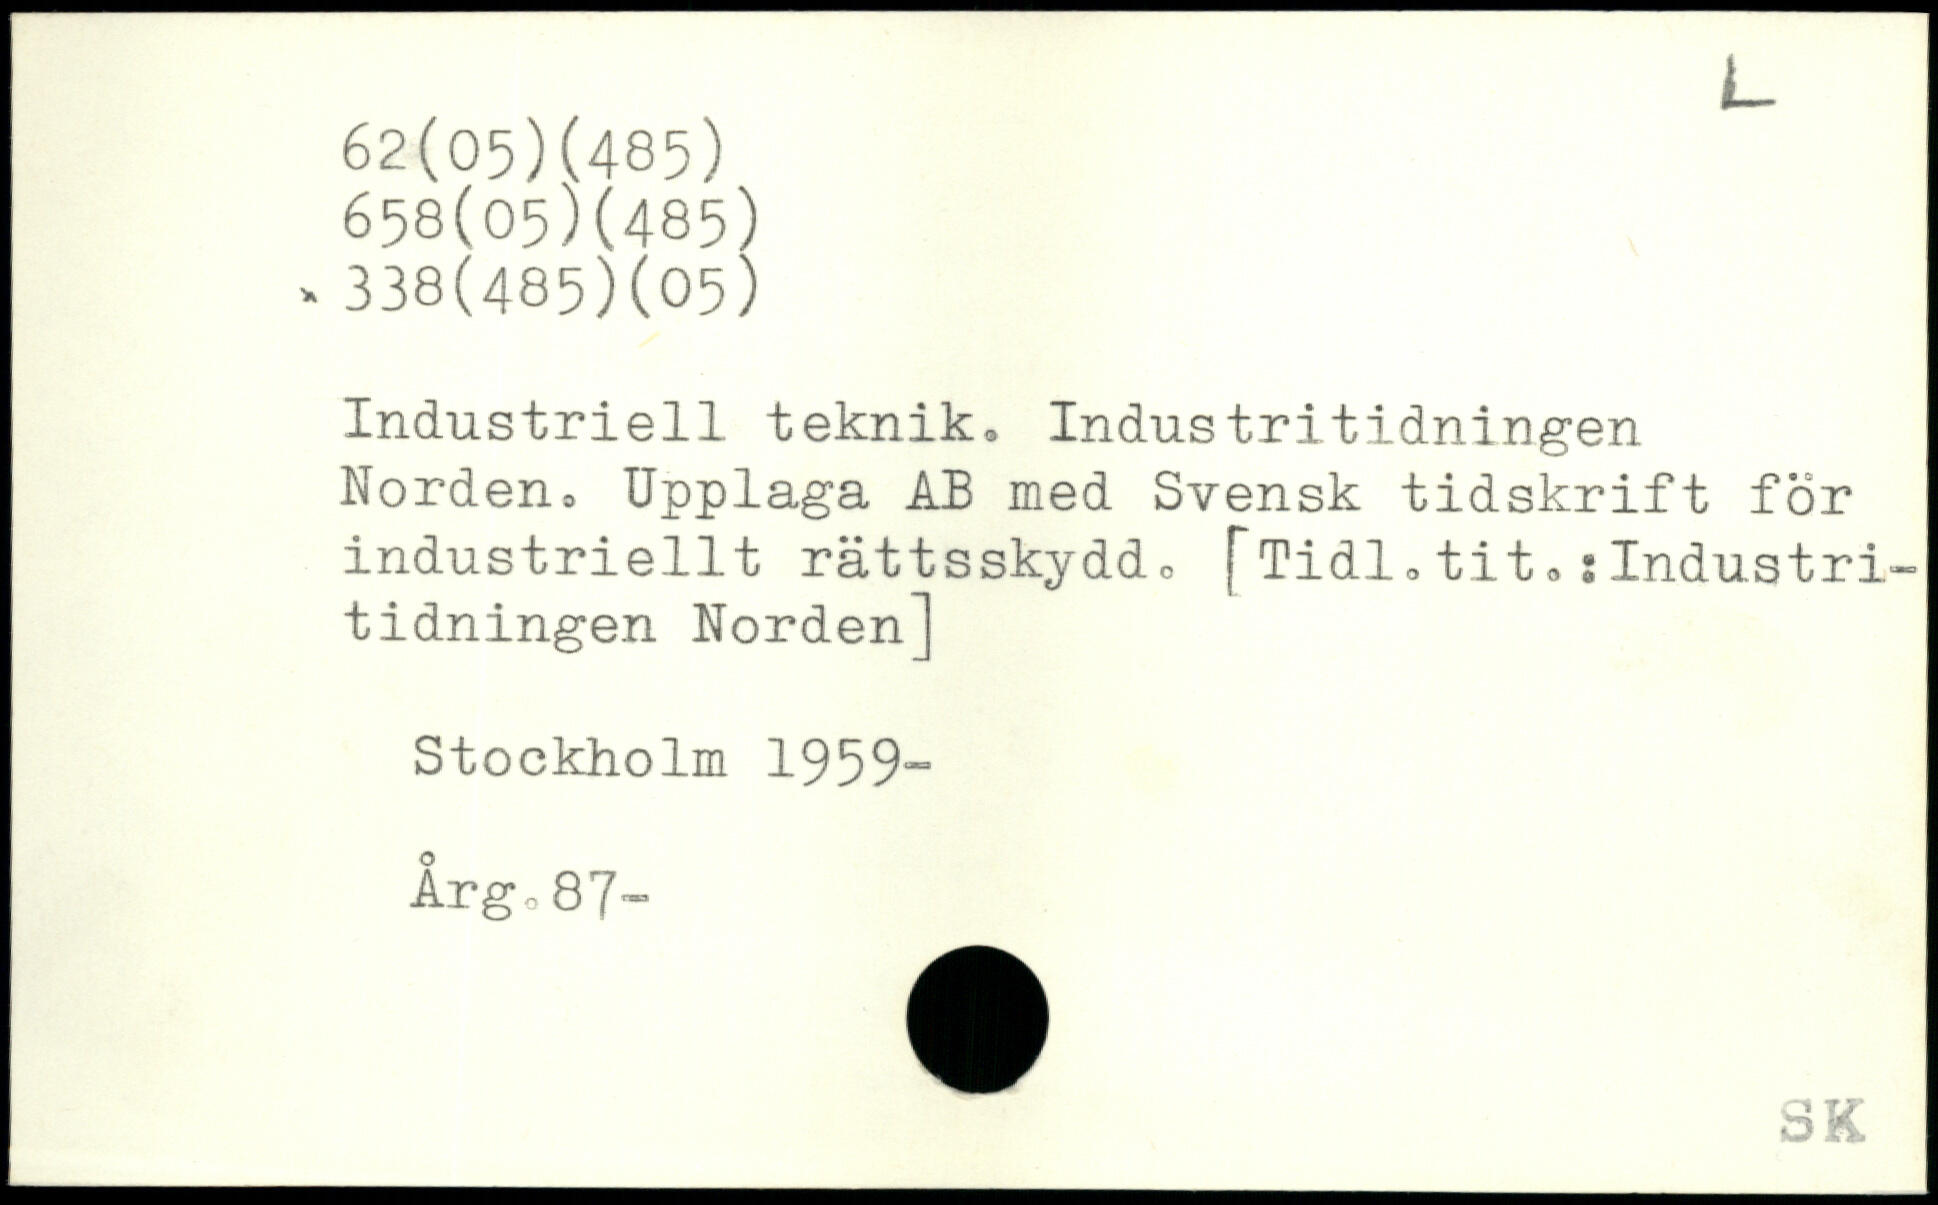 L
62(05)(485)
658(05)(485)
x 338(485)(05)
Industriell teknik. Industritidningen
Norden. Upplaga AB med Svensk tidskrift för
industriellt rättsskydd. [Tidl.tit.:Industri-
tidningen Norden]
Stockholm 1959-
Årg.87-
SK